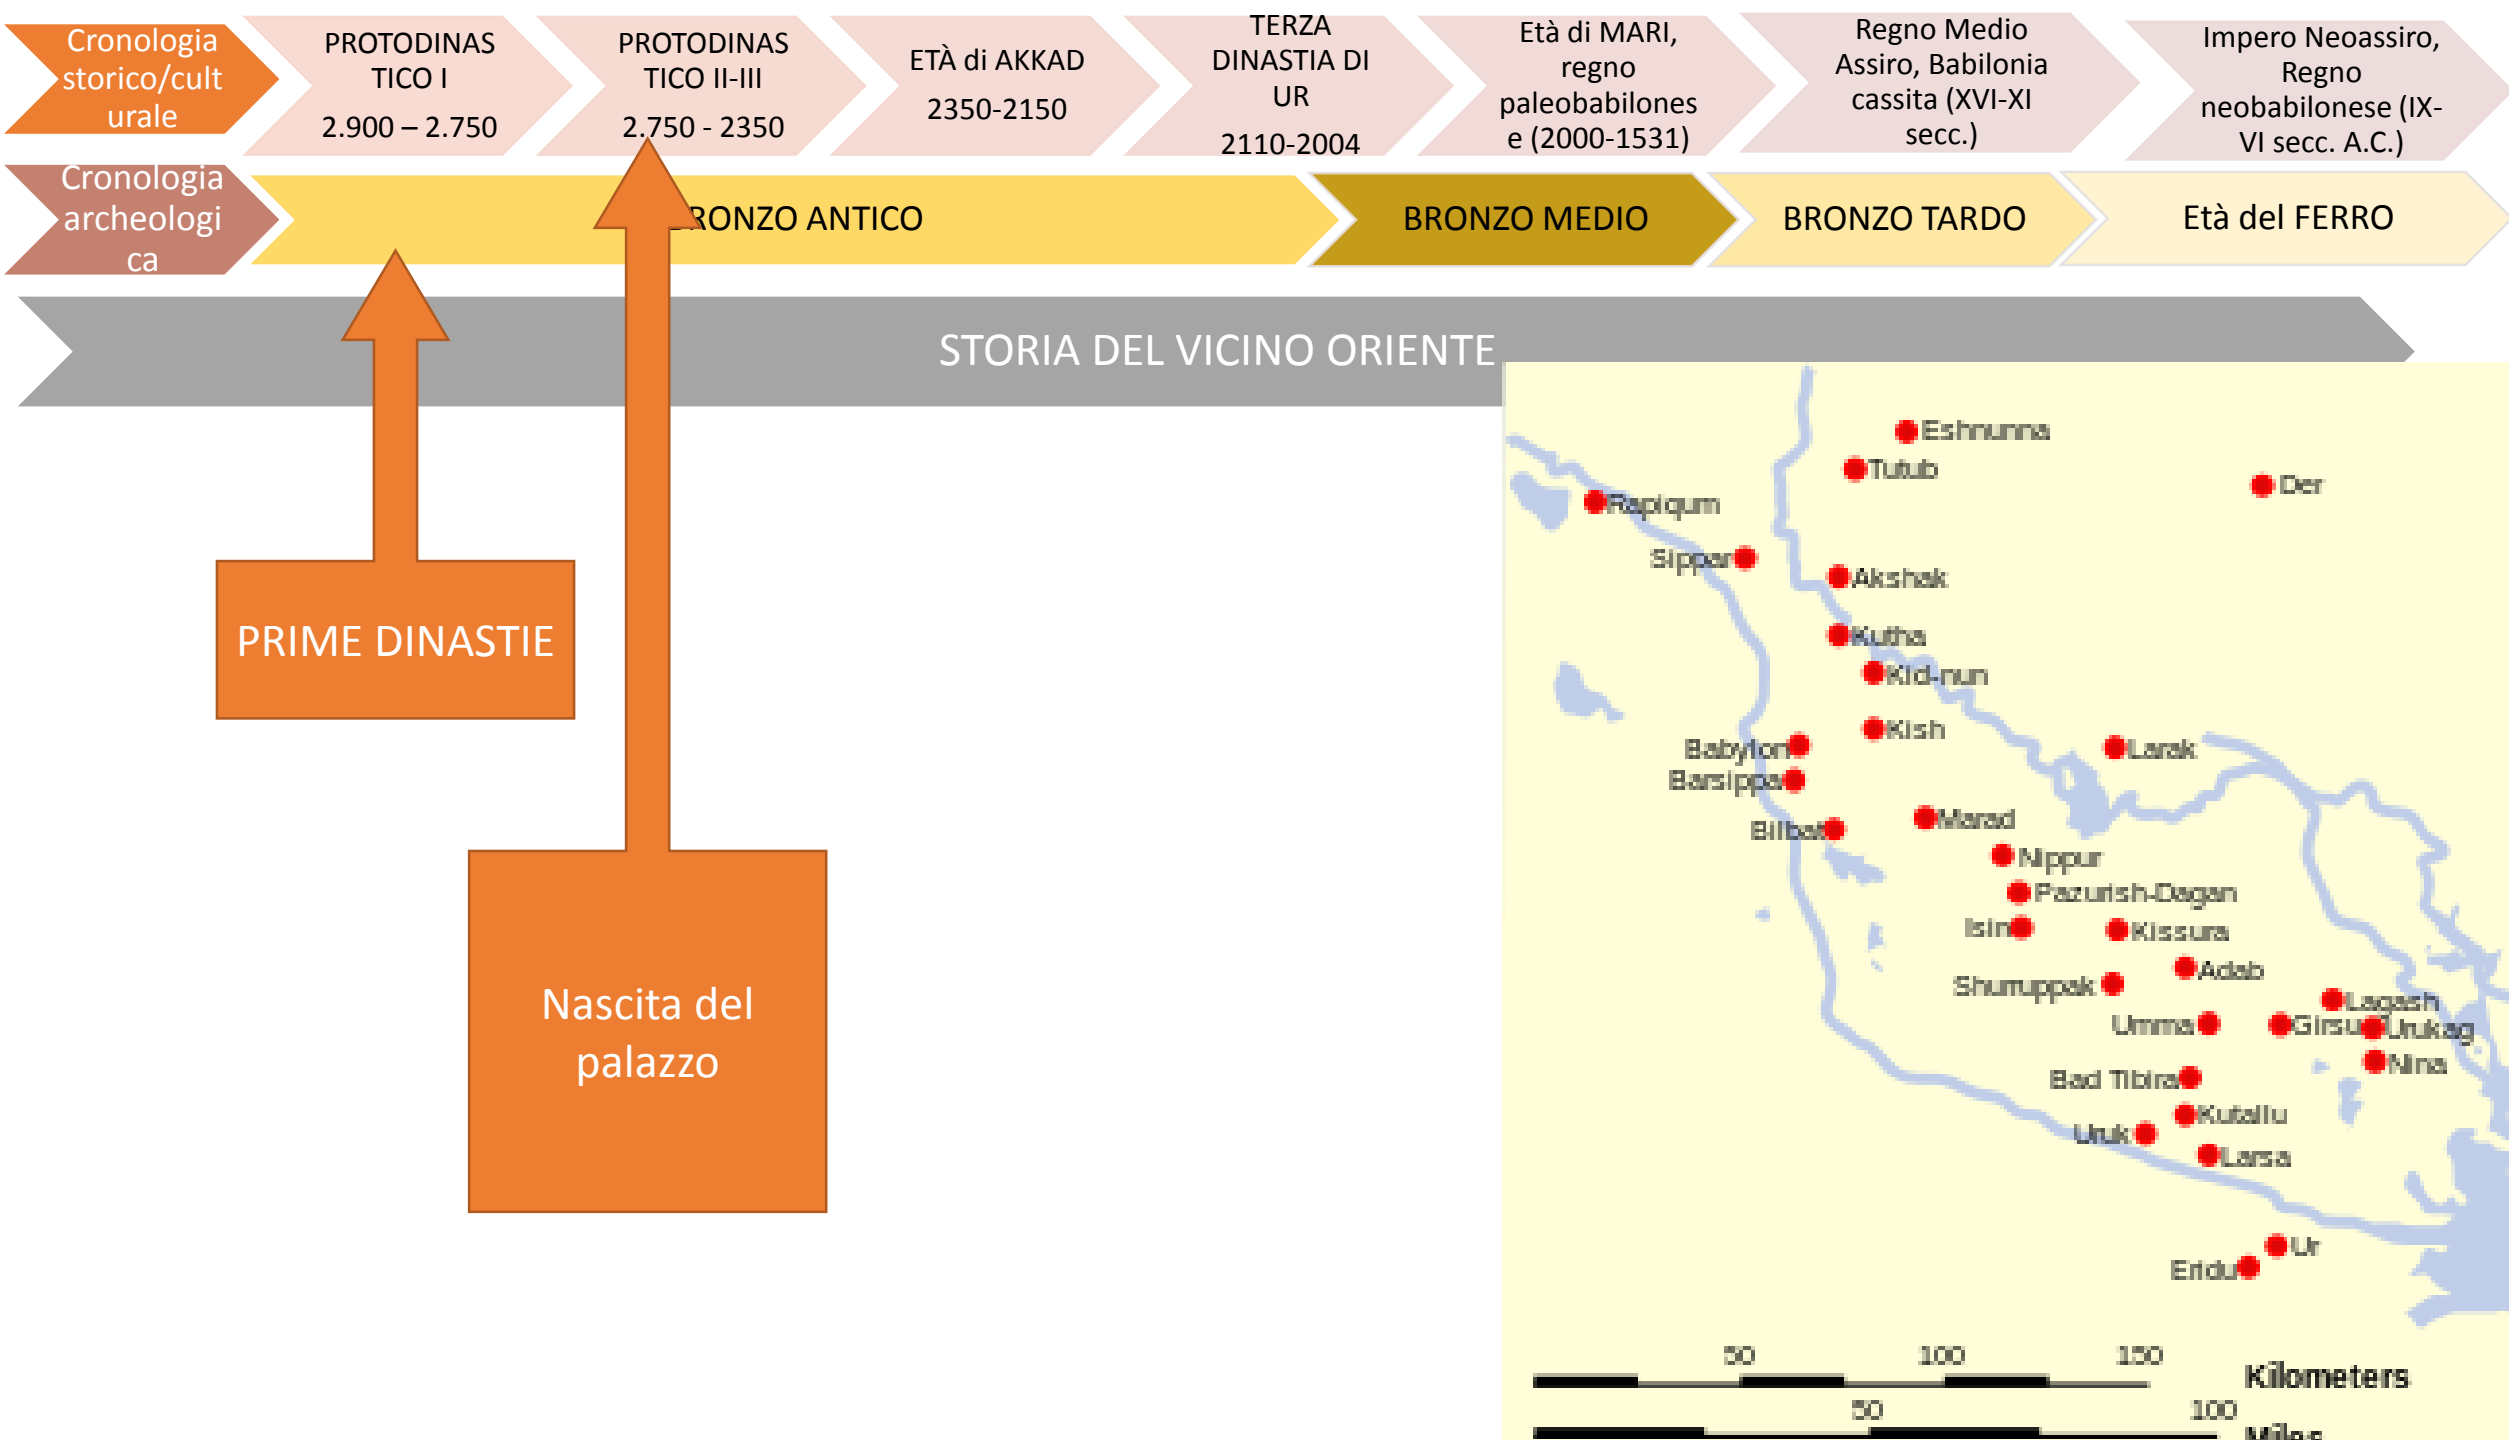 Cronologia
storico/cult
urale
PROTODINAS
TICO I
2.900 – 2.750
PROTODINAS
TICO II-III
2.750 - 2350
ETÀ di AKKAD
2350-2150
TERZA
DINASTIA DI
UR
2110-2004
Età di MARI,
regno
paleobabilones
e (2000-1531)
Regno Medio
Assiro, Babilonia
cassita (XVI-XI
secc.)
Impero Neoassiro,
Regno
neobabilonese (IX-
VI secc. A.C.)
Cronologia
archeologi
ca
BRONZO ANTICO
BRONZO MEDIO
BRONZO TARDO
Età del FERRO
STORIA DEL VICINO ORIENTE
PRIME DINASTIE
Nascita del
palazzo
Eshnunna
Tutub
Der
Rapiqum
Sippar
Akshak
Kutha
Kid-nun
Kish
Babylon
Larak
Barsippa
Marad
Bilbat
Nippur
Pazurish-Dagan
Isin
Kissura
Adab
Shuruppak
Lagash
Umma
Girsu
Urukag
Nina
Bad Tibira
Kutallu
Uruk
Larsa
Ur
Eridu
50 100 150
Kilometers
50 100
Miles